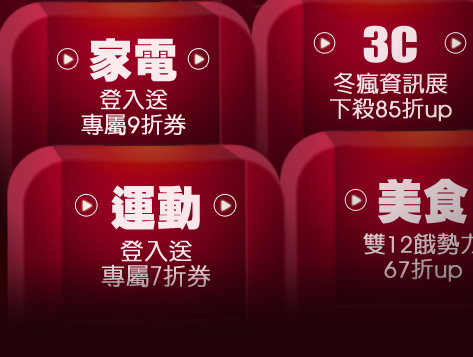 家電
登入送
專屬9折券
3C
冬瘋資訊展
下殺85折up
運動
登入送
專屬7折券
美食
雙12餓勢力
67折up